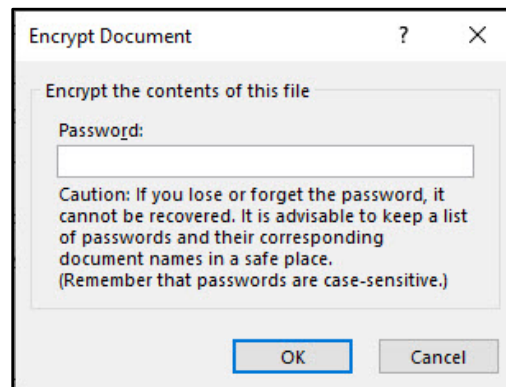 Encrypt Document ?
Encrypt the contents of this file
Password:
Caution: If you lose or forget the password, it
cannot be recovered. It is advisable to keep a list
of passwords and their corresponding
document names in a safe place.
(Remember that passwords are case-sensitive.)
OK Cancel